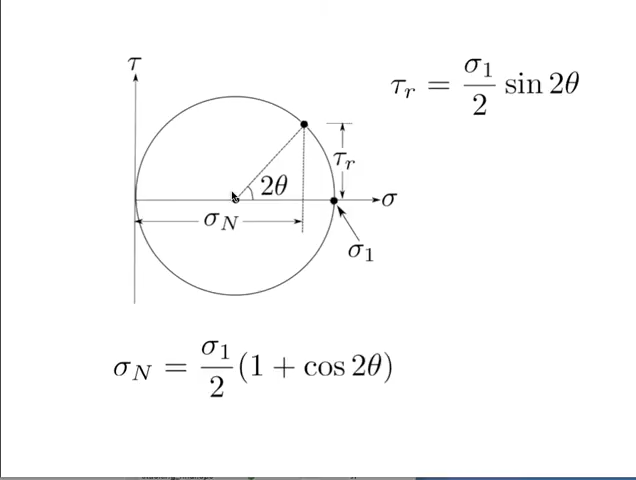 τ
τ_r = σ_1/2 sin 2θ
τ_r
2θ
σ
σ_N
σ_1
σ_N = σ_1/2 (1 + cos 2θ)